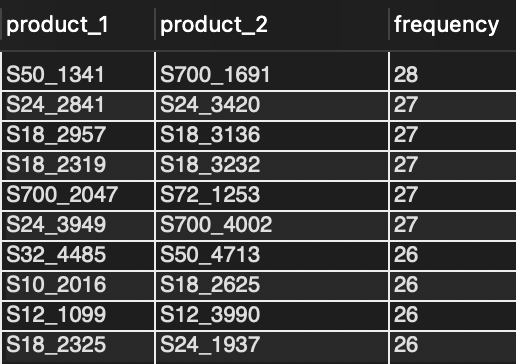 product_1 product_2 frequency
S50_1341 S700_1691 28
S24_2841 S24_3420 27
S18_2957 S18_3136 27
S18_2319 S18_3232 27
S700_2047 S72_1253 27
S24_3949 S700_4002 27
S32_4485 S50_4713 26
S10_2016 S18_2625 26
S12_1099 S12_3990 26
S18_2325 S24_1937 26